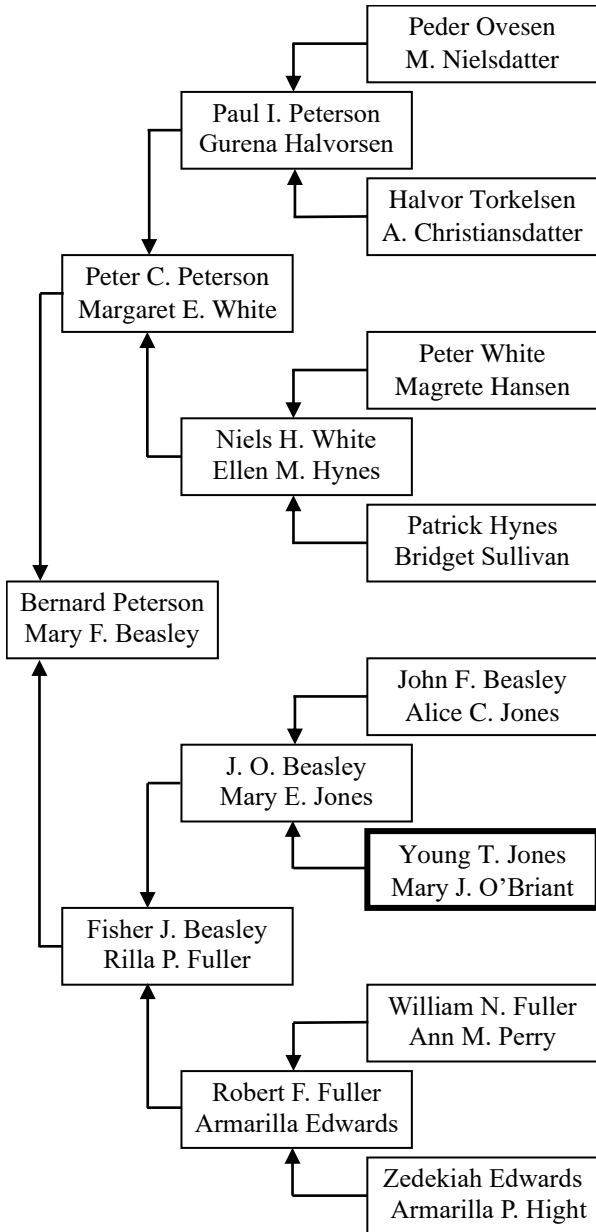 Peder Ovesen
M. Nielsdatter
Paul I. Peterson
Gurena Halvorsen
Halvor Torkelsen
A. Christiansdatter
Peter C. Peterson
Margaret E. White
Peter White
Magrete Hansen
Niels H. White
Ellen M. Hynes
Patrick Hynes
Bridget Sullivan
Bernard Peterson
Mary F. Beasley
John F. Beasley
Alice C. Jones
J. O. Beasley
Mary E. Jones
Young T. Jones
Mary J. O’Briant
Fisher J. Beasley
Rilla P. Fuller
William N. Fuller
Ann M. Perry
Robert F. Fuller
Armarilla Edwards
Zedekiah Edwards
Armarilla P. Hight